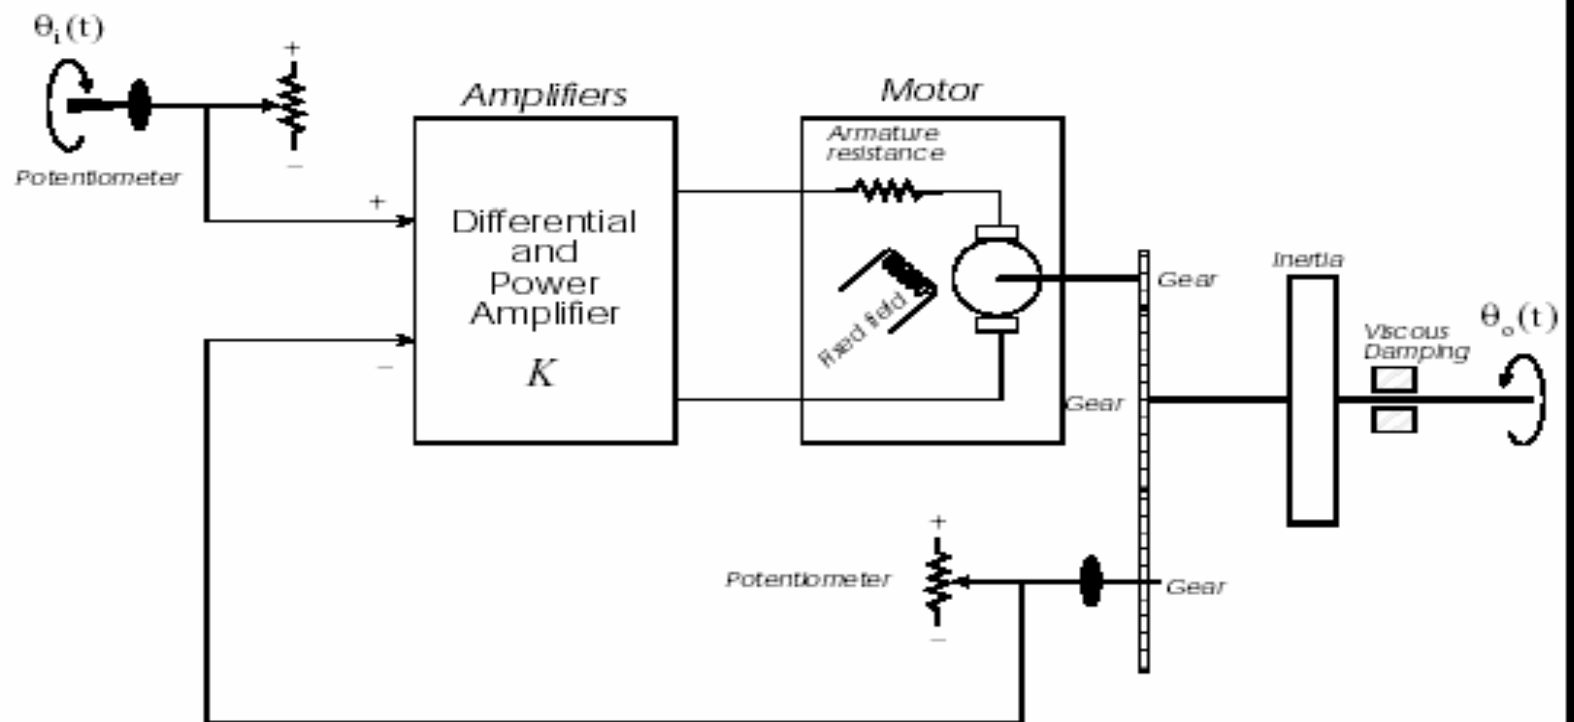 θi(t)
+
−
Potentiometer
Amplifiers
+
Differential
and
Power
Amplifier
K
−
Motor
Armature
resistance
fixed field
Gear
Gear
Inertia
Viscous
Damping
θo(t)
+
Potentiometer
−
Gear